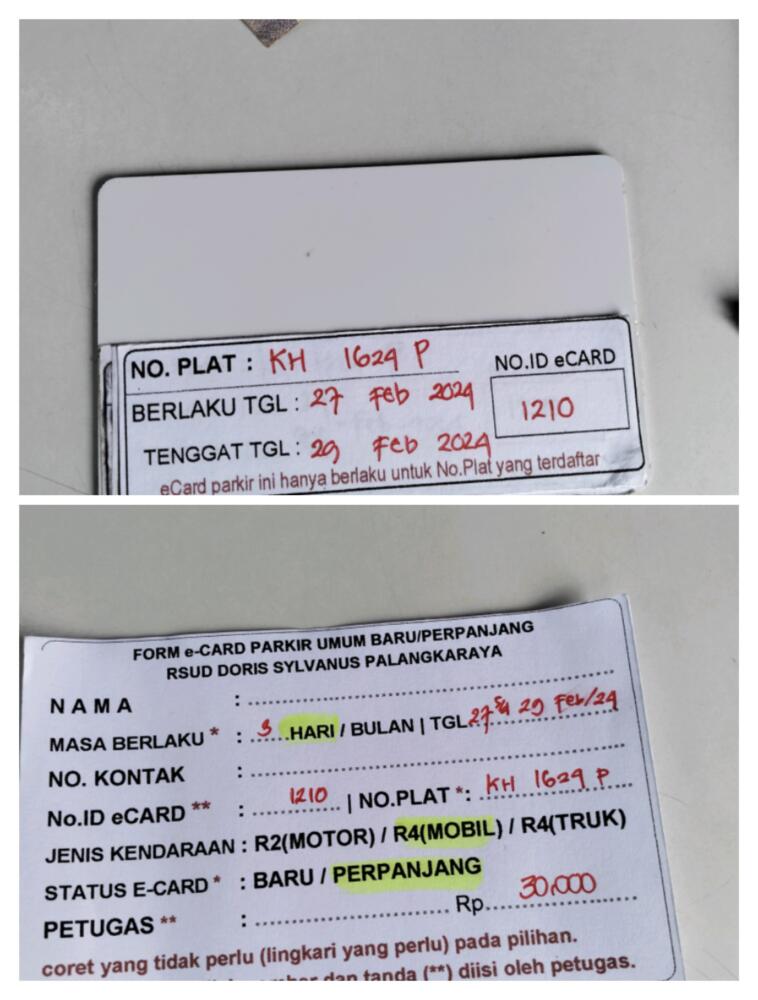 NO. PLAT : KH 1629 P
NO.ID eCARD
BERLAKU TGL : 27 Feb 2024
1210
TENGGAT TGL : 29 Feb 2024
eCard parkir ini hanya berlaku untuk No.Plat yang terdaftar
FORM e-CARD PARKIR UMUM BARU/PERPANJANG
RSUD DORIS SYLVANUS PALANGKARAYA
NAMA :
MASA BERLAKU * : 3 HARI / BULAN | TGL 27 sd 29 Feb/24
NO. KONTAK :
No.ID eCARD ** : 1210 | NO.PLAT *: KH 1629 P
JENIS KENDARAAN : R2(MOTOR) / R4(MOBIL) / R4(TRUK)
STATUS E-CARD * : BARU / PERPANJANG
PETUGAS ** : Rp. 30.000
coret yang tidak perlu (lingkari yang perlu) pada pilihan.
dan tanda (**) diisi oleh petugas.